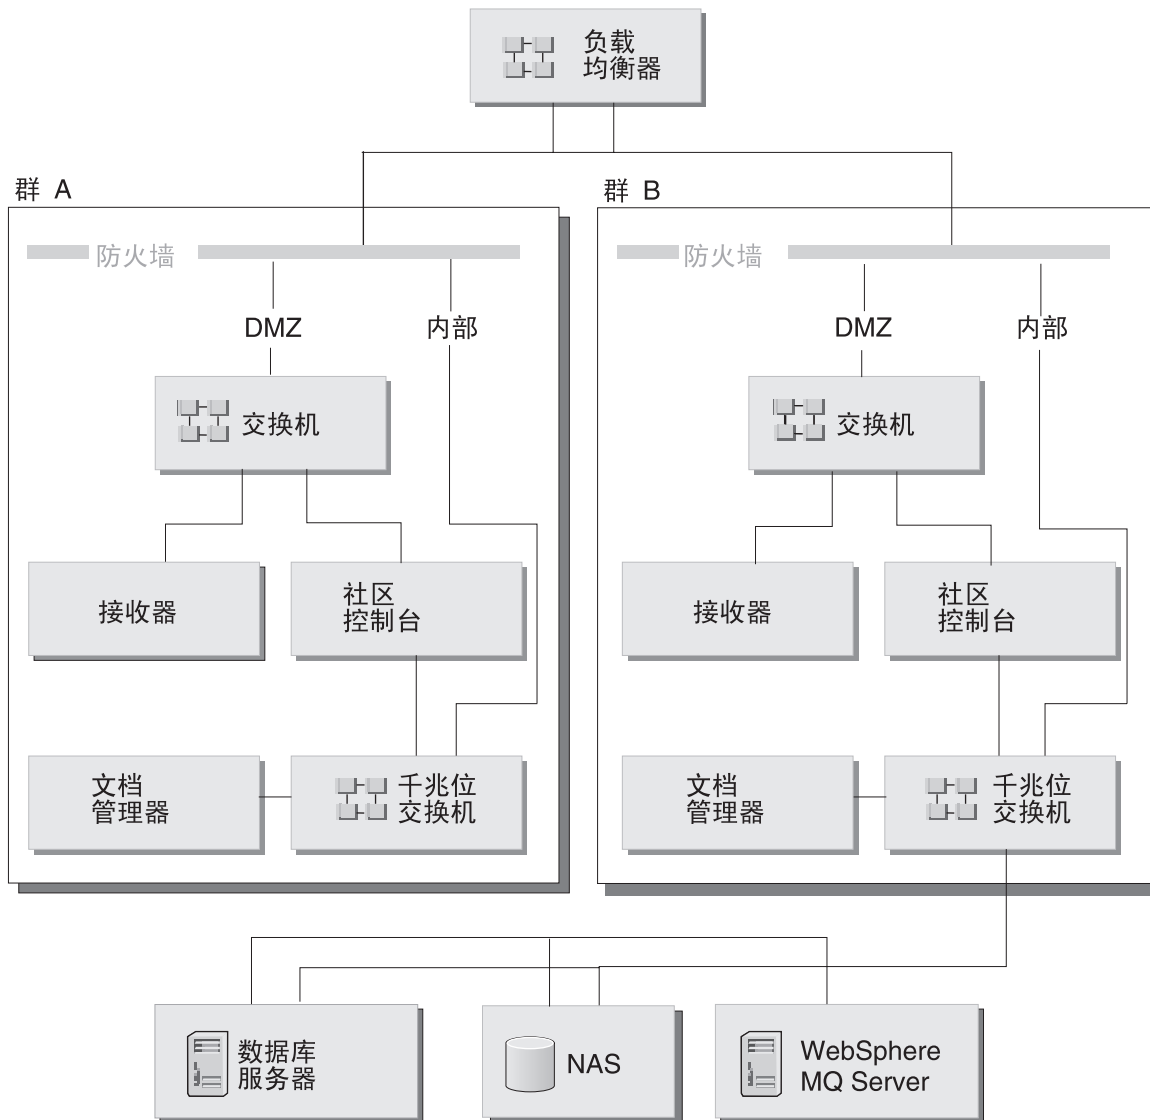 负载
均衡器
群 A
群 B
防火墙
防火墙
DMZ
内部
DMZ
内部
交换机
交换机
接收器
社区
控制台
接收器
社区
控制台
文档
管理器
千兆位
交换机
文档
管理器
千兆位
交换机
数据库
服务器
NAS
WebSphere
MQ Server